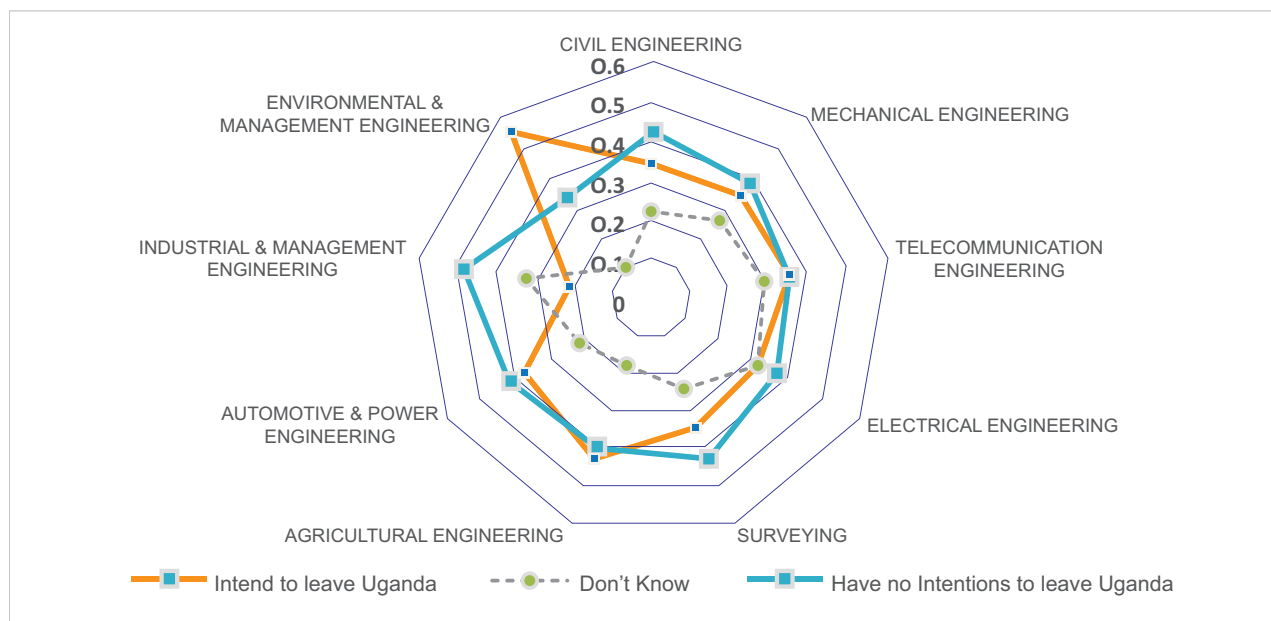 CIVIL ENGINEERING
O.6
ENVIRONMENTAL &
MANAGEMENT ENGINEERING
MECHANICAL ENGINEERING
O.5
O.4
O.3
INDUSTRIAL & MANAGEMENT
ENGINEERING
TELECOMMUNICATION
ENGINEERING
O.2
O.1
0
AUTOMOTIVE & POWER
ENGINEERING
ELECTRICAL ENGINEERING
AGRICULTURAL ENGINEERING
SURVEYING
Intend to leave Uganda
Don’t Know
Have no Intentions to leave Uganda